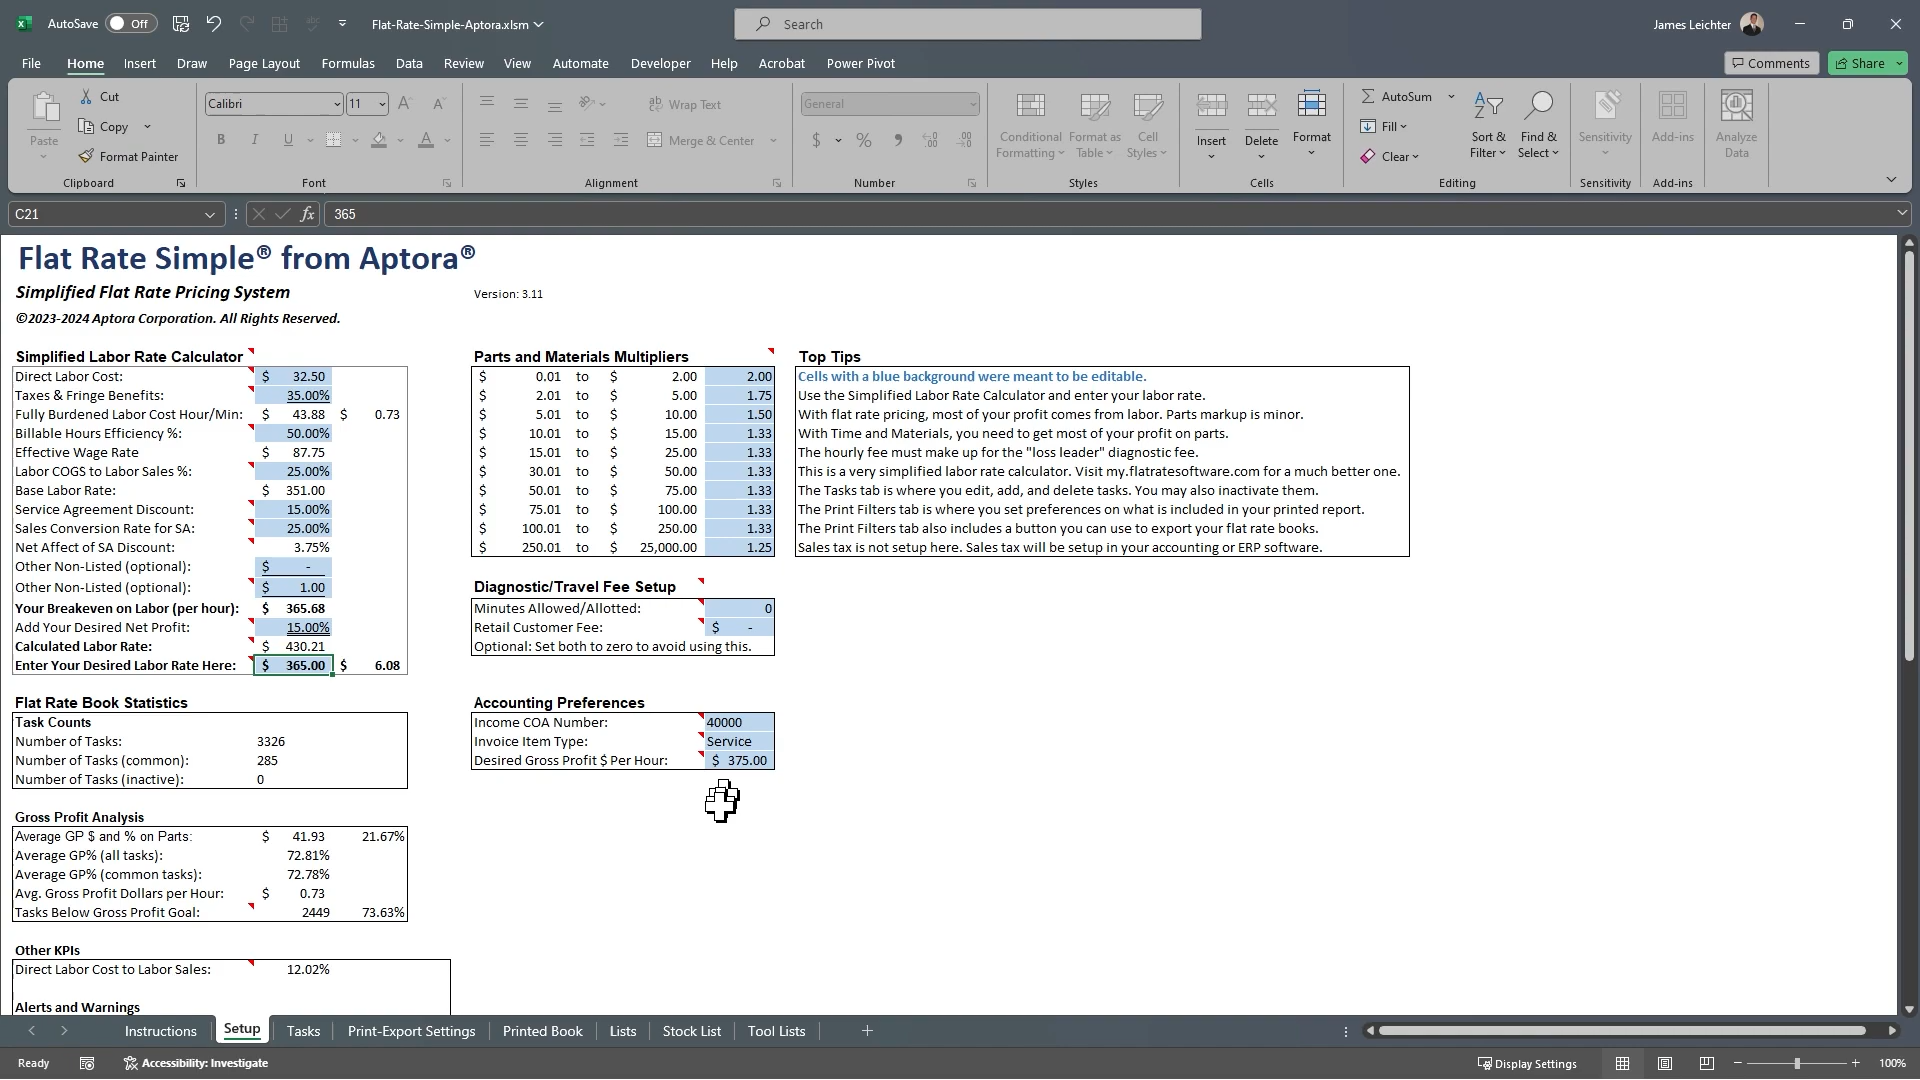 AutoSave Off Flat-Rate-Simple-Aptora.xlsm Search James Leichter
File Home Insert Draw Page Layout Formulas Data Review View Automate Developer Help Acrobat Power Pivot Comments Share
Paste Cut Copy Format Painter Clipboard
Calibri 11 A A B I U A Font
Wrap Text Merge & Center Alignment
General $ % Number
Conditional Formatting Format as Table Cell Styles Styles
Insert Delete Format Cells
AutoSum Fill Clear Sort & Filter Find & Select Editing
Sensitivity Sensitivity
Add-ins Add-ins
Analyze Data
C21 fx 365
Flat Rate Simple® from Aptora®
Simplified Flat Rate Pricing System Version: 3.11
©2023-2024 Aptora Corporation. All Rights Reserved.
Simplified Labor Rate Calculator
Direct Labor Cost: $ 32.50
Taxes & Fringe Benefits: 35.00%
Fully Burdened Labor Cost Hour/Min: $ 43.88 $ 0.73
Billable Hours Efficiency %: 50.00%
Effective Wage Rate $ 87.75
Labor COGS to Labor Sales %: 25.00%
Base Labor Rate: $ 351.00
Service Agreement Discount: 15.00%
Sales Conversion Rate for SA: 25.00%
Net Affect of SA Discount: 3.75%
Other Non-Listed (optional): $ -
Other Non-Listed (optional): $ 1.00
Your Breakeven on Labor (per hour): $ 365.68
Add Your Desired Net Profit: 15.00%
Calculated Labor Rate: $ 430.21
Enter Your Desired Labor Rate Here: $ 365.00 $ 6.08
Flat Rate Book Statistics
Task Counts
Number of Tasks: 3326
Number of Tasks (common): 285
Number of Tasks (inactive): 0
Gross Profit Analysis
Average GP $ and % on Parts: $ 41.93 21.67%
Average GP% (all tasks): 72.81%
Average GP% (common tasks): 72.78%
Avg. Gross Profit Dollars per Hour: $ 0.73
Tasks Below Gross Profit Goal: 2449 73.63%
Other KPIs
Direct Labor Cost to Labor Sales: 12.02%
Alerts and Warnings
Parts and Materials Multipliers
$ 0.01 to $ 2.00 2.00
$ 2.01 to $ 5.00 1.75
$ 5.01 to $ 10.00 1.50
$ 10.01 to $ 15.00 1.33
$ 15.01 to $ 25.00 1.33
$ 30.01 to $ 50.00 1.33
$ 50.01 to $ 75.00 1.33
$ 75.01 to $ 100.00 1.33
$ 100.01 to $ 250.00 1.33
$ 250.01 to $ 25,000.00 1.25
Diagnostic/Travel Fee Setup
Minutes Allowed/Allotted: 0
Retail Customer Fee: $ -
Optional: Set both to zero to avoid using this.
Accounting Preferences
Income COA Number: 40000
Invoice Item Type: Service
Desired Gross Profit $ Per Hour: $ 375.00
Top Tips
Cells with a blue background were meant to be editable.
Use the Simplified Labor Rate Calculator and enter your labor rate.
With flat rate pricing, most of your profit comes from labor. Parts markup is minor.
With Time and Materials, you need to get most of your profit on parts.
The hourly fee must make up for the "loss leader" diagnostic fee.
This is a very simplified labor rate calculator. Visit my.flatratesoftware.com for a much better one.
The Tasks tab is where you edit, add, and delete tasks. You may also inactivate them.
The Print Filters tab is where you set preferences on what is included in your printed report.
The Print Filters tab also includes a button you can use to export your flat rate books.
Sales tax is not setup here. Sales tax will be setup in your accounting or ERP software.
Instructions Setup Tasks Print-Export Settings Printed Book Lists Stock List Tool Lists
Ready Accessibility: Investigate Display Settings 100%